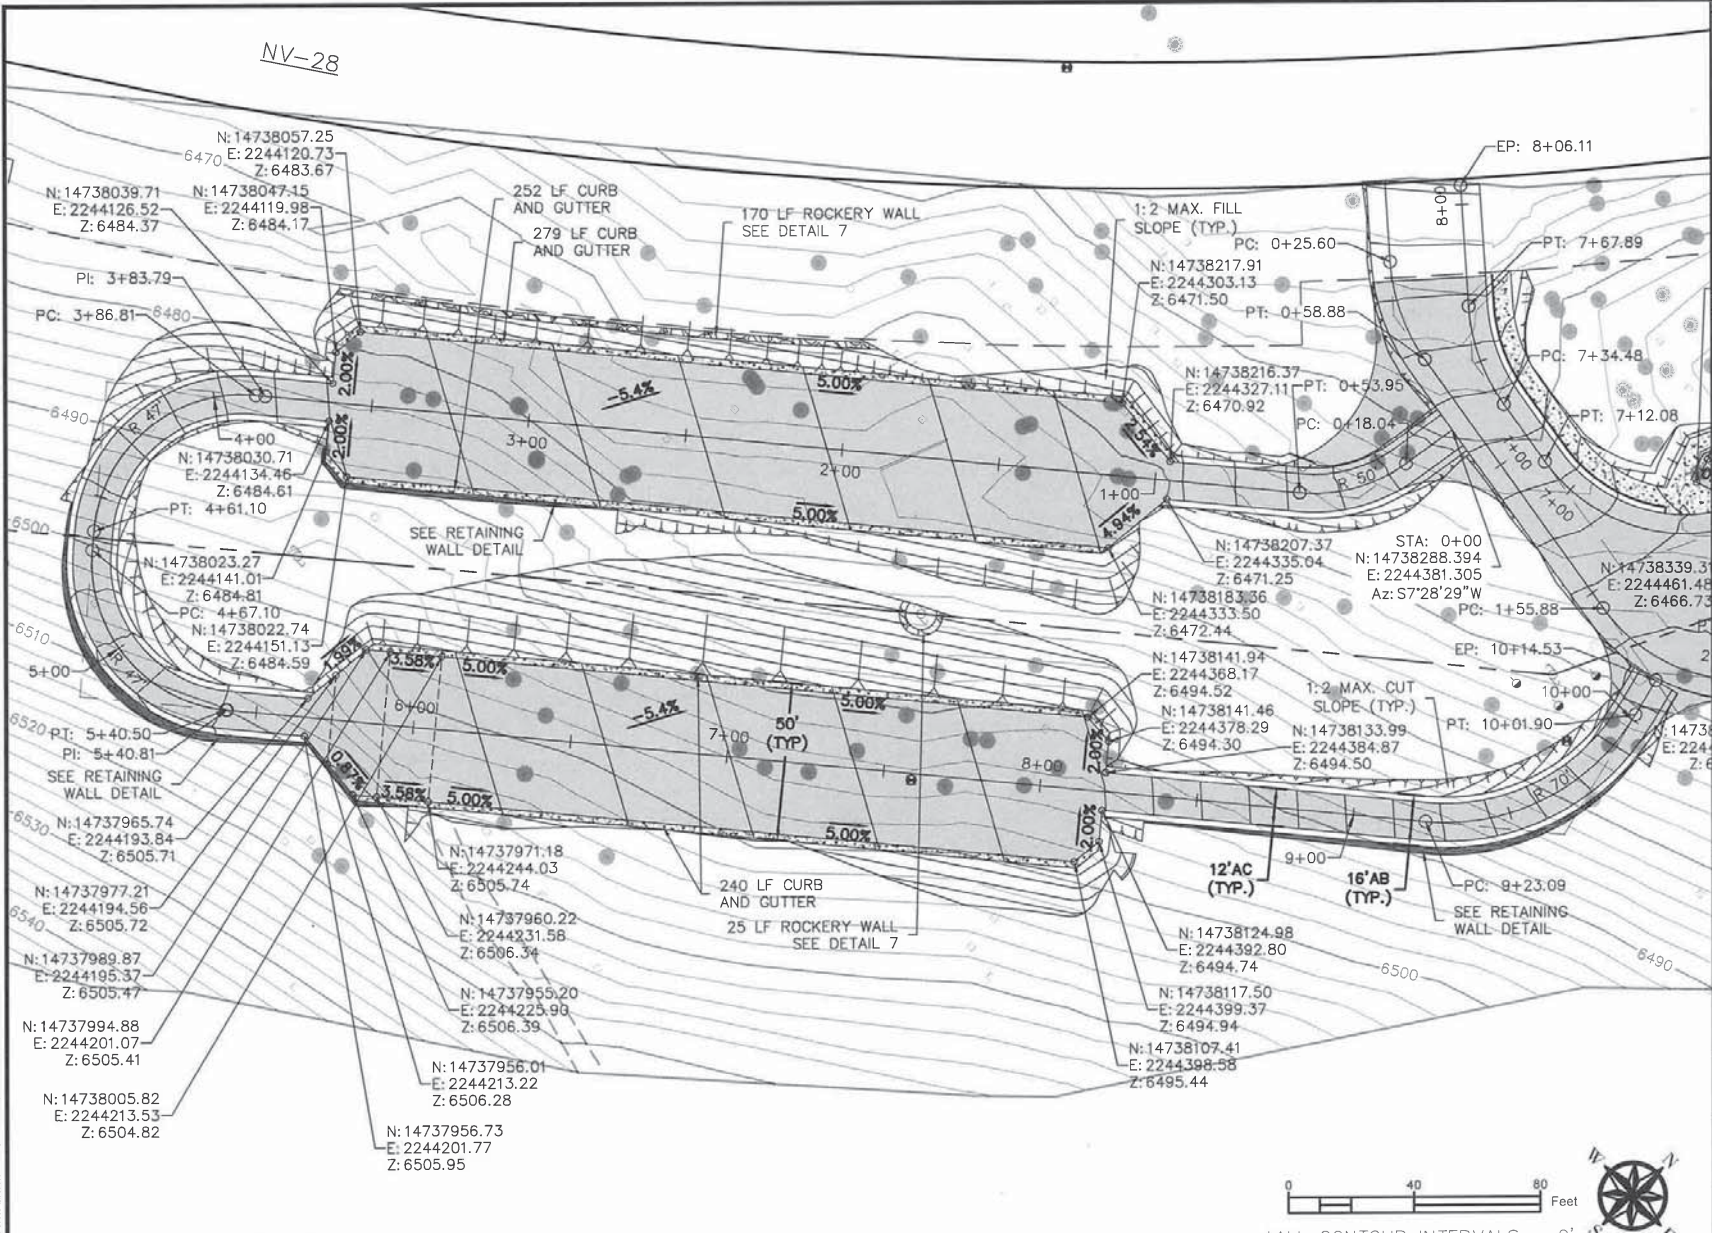 NV-28
N:14738057.25
E:2244120.73
Z:6483.67
6470
N:14738039.71
E:2244126.52
Z:6484.37
N:14738047.15
E:2244119.98
Z:6484.17
252 LF CURB
AND GUTTER
279 LF CURB
AND GUTTER
170 LF ROCKERY WALL
SEE DETAIL 7
1:2 MAX. FILL
SLOPE (TYP.)
PC: 0+25.60
N:14738217.91
E:2244303.13
Z:6471.50
PT: 0+58.88
EP: 8+06.11
8+00
PT: 7+67.89
PC: 7+34.48
PT: 7+12.08
PI: 3+83.79
PC: 3+86.81
6480
6490
R 47'
4+00
2.00%
2.00%
-5.4%
5.00%
3+00
2+00
1+00
5.00%
2.54%
4.94%
N:14738216.37
E:2244327.11
Z:6470.92
PT: 0+53.95
PC: 0+18.04
R 50'
1+00
1+00
N:14738030.71
E:2244134.46
Z:6484.61
PT: 4+61.10
6500
SEE RETAINING
WALL DETAIL
N:14738023.27
E:2244141.01
Z:6484.81
PC: 4+67.10
N:14738022.74
E:2244151.13
Z:6484.59
6510
5+00
R 47'
N:14738207.37
E:2244335.04
Z:6471.25
N:14738183.36
E:2244333.50
Z:6472.44
STA: 0+00
N:14738288.394
E:2244381.305
Az: S7°28'29"W
PC: 1+55.88
EP: 10+14.53
10+00
PT: 10+01.90
N:14738339.31
E:2244461.48
Z:6466.73
N:14738141.94
E:2244368.17
Z:6494.52
N:14738141.46
E:2244378.29
Z:6494.30
1:2 MAX. CUT
SLOPE (TYP.)
N:14738133.99
E:2244384.87
Z:6494.50
1.99%
3.58%
5.00%
6+00
-5.4%
50'
(TYP)
7+00
5.00%
8+00
2.00%
2.00%
0.87%
3.58%
5.00%
5.00%
R 70'
6520
PT: 5+40.50
PI: 5+40.81
SEE RETAINING
WALL DETAIL
6530
N:14737965.74
E:2244193.84
Z:6505.71
N:14737977.21
E:2244194.56
Z:6505.72
6540
N:14737989.87
E:2244195.37
Z:6505.47
N:14737994.88
E:2244201.07
Z:6505.41
N:14738005.82
E:2244213.53
Z:6504.82
N:14737971.18
E:2244244.03
Z:6505.74
N:14737960.22
E:2244231.58
Z:6506.34
N:14737955.20
E:2244225.90
Z:6506.39
N:14737956.01
E:2244213.22
Z:6506.28
N:14737956.73
E:2244201.77
Z:6505.95
240 LF CURB
AND GUTTER
25 LF ROCKERY WALL
SEE DETAIL 7
12'AC
(TYP.)
9+00
16'AB
(TYP.)
PC: 9+23.09
SEE RETAINING
WALL DETAIL
N:14738124.98
E:2244392.80
Z:6494.74
N:14738117.50
E:2244399.37
Z:6494.94
N:14738107.41
E:2244398.58
Z:6495.44
6500
6490
0 40 80 Feet
W N